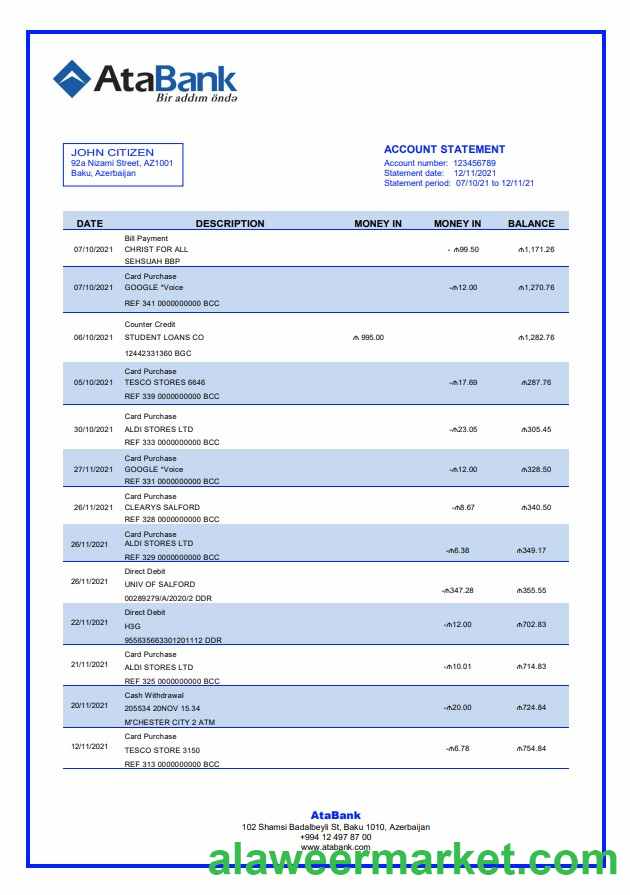 AtaBank
Bir addım öndə
JOHN CITIZEN
92a Nizami Street, AZ1001
Baku, Azerbaijan
ACCOUNT STATEMENT
Account number: 123456789
Statement date: 12/11/2021
Statement period: 07/10/21 to 12/11/21
DATE DESCRIPTION MONEY IN MONEY IN BALANCE
Bill Payment
07/10/2021 CHRIST FOR ALL - ₼99.50 ₼1,171.26
SEHSUAH BBP
Card Purchase
07/10/2021 GOOGLE *Voice -₼12.00 ₼1,270.76
REF 341 0000000000 BCC
Counter Credit
06/10/2021 STUDENT LOANS CO ₼ 995.00 ₼1,282.76
12442331360 BGC
Card Purchase
05/10/2021 TESCO STORES 6646 -₼17.69 ₼287.76
REF 339 0000000000 BCC
Card Purchase
30/10/2021 ALDI STORES LTD -₼23.05 ₼305.45
REF 333 0000000000 BCC
Card Purchase
27/11/2021 GOOGLE *Voice -₼12.00 ₼328.50
REF 331 0000000000 BCC
Card Purchase
26/11/2021 CLEARYS SALFORD -₼8.67 ₼340.50
REF 328 0000000000 BCC
Card Purchase
26/11/2021 ALDI STORES LTD -₼6.38 ₼349.17
REF 329 0000000000 BCC
Direct Debit
26/11/2021 UNIV OF SALFORD -₼347.28 ₼355.55
00289279/A/2020/2 DDR
Direct Debit
22/11/2021 H3G -₼12.00 ₼702.83
955635663301201112 DDR
Card Purchase
21/11/2021 ALDI STORES LTD -₼10.01 ₼714.83
REF 325 0000000000 BCC
Cash Withdrawal
20/11/2021 205534 20NOV 15.34 -₼20.00 ₼724.84
M'CHESTER CITY 2 ATM
Card Purchase
12/11/2021 TESCO STORE 3150 -₼6.78 ₼754.84
REF 313 0000000000 BCC
AtaBank
102 Shamsi Badalbeyli St, Baku 1010, Azerbaijan
+994 12 497 87 00
www.atabank.com
alaweermarket.com